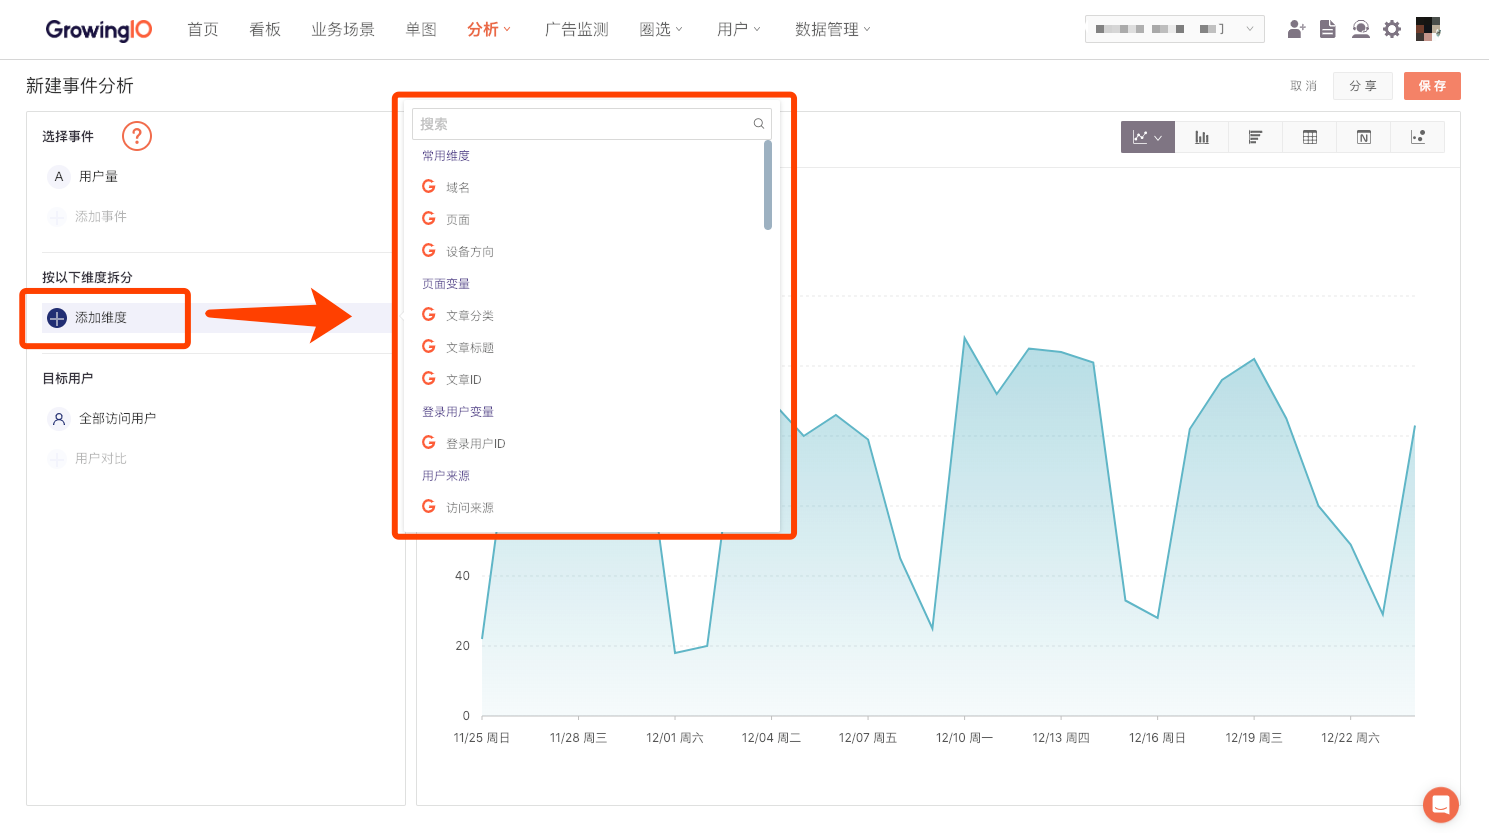 GrowingIO 首页 看板 业务场景 单图 分析 广告监测 圈选 用户 数据管理
新建事件分析
取消 分享 保存
选择事件 ?
A 用户量
添加事件
按以下维度拆分
添加维度
目标用户
全部访问用户
用户对比
搜索
常用维度
域名
页面
设备方向
页面变量
文章分类
文章标题
文章ID
登录用户变量
登录用户ID
用户来源
访问来源
40
20
0
11/25 周日 11/28 周三 12/01 周六 12/04 周二 12/07 周五 12/10 周一 12/13 周四 12/16 周日 12/19 周三 12/22 周六